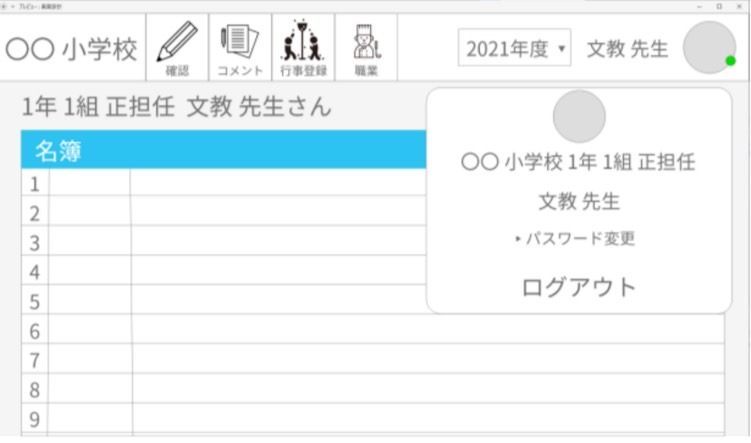 〇〇 小学校
確認
コメント
行事登録
職業
2021年度
文教 先生
1年 1組 正担任 文教 先生さん
名簿
〇〇 小学校 1年 1組 正担任
文教 先生
パスワード変更
ログアウト
1
2
3
4
5
6
7
8
9